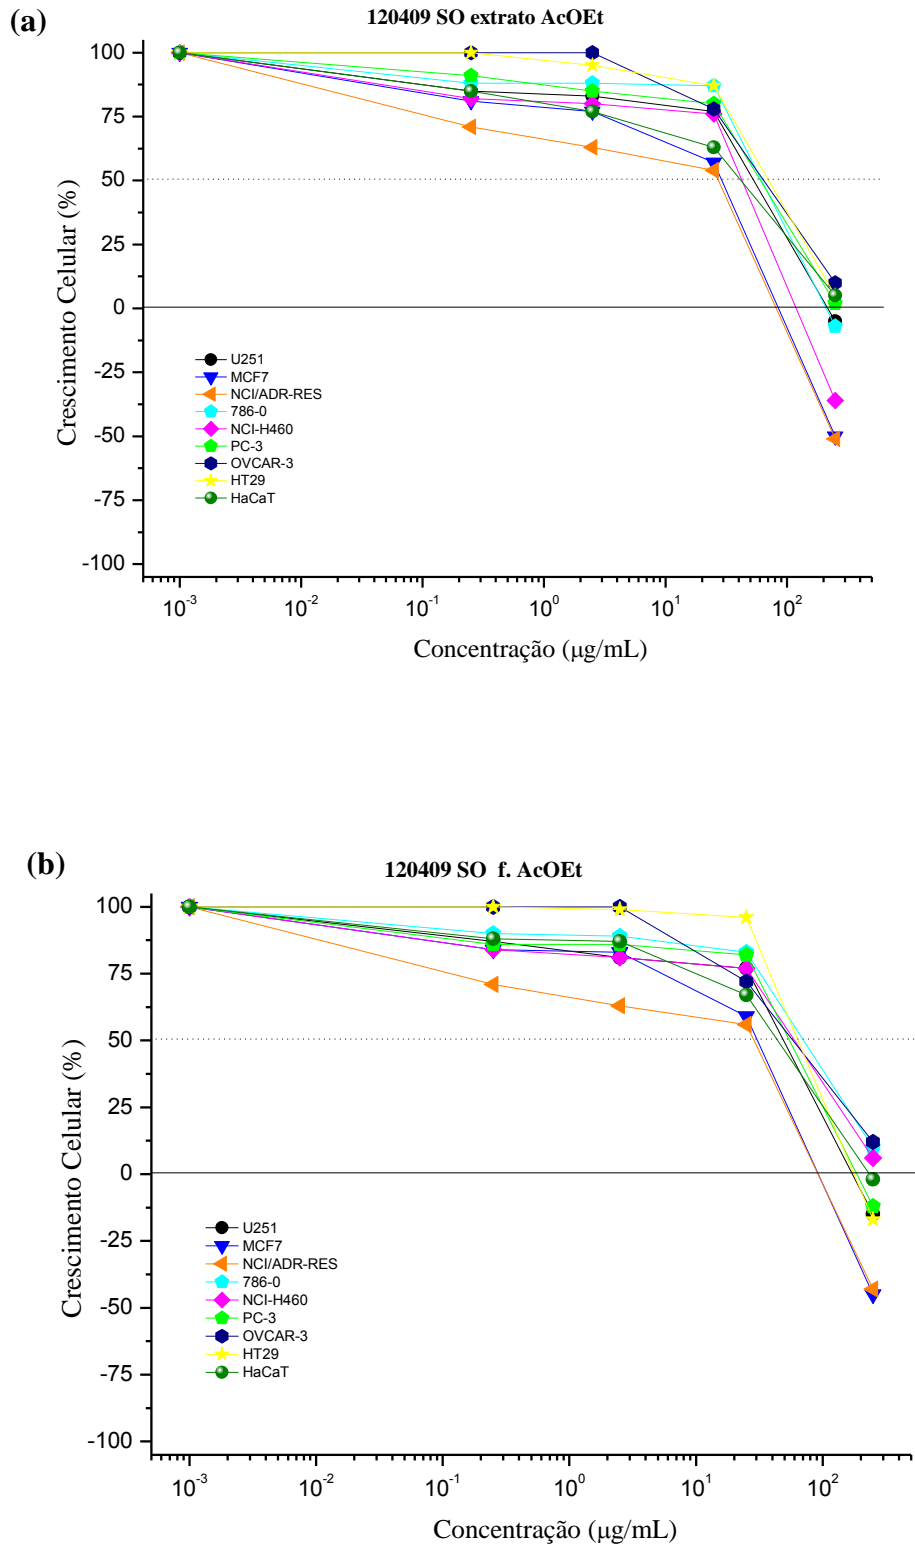 (a)
120409 SO extrato AcOEt
Crescimento Celular (%)
100
75
50
25
0
-25
-50
-75
-100
U251
MCF7
NCI/ADR-RES
786-0
NCI-H460
PC-3
OVCAR-3
HT29
HaCaT
10⁻³ 10⁻² 10⁻¹ 10⁰ 10¹ 10²
Concentração (μg/mL)
(b)
120409 SO f. AcOEt
Crescimento Celular (%)
100
75
50
25
0
-25
-50
-75
-100
U251
MCF7
NCI/ADR-RES
786-0
NCI-H460
PC-3
OVCAR-3
HT29
HaCaT
10⁻³ 10⁻² 10⁻¹ 10⁰ 10¹ 10²
Concentração (μg/mL)